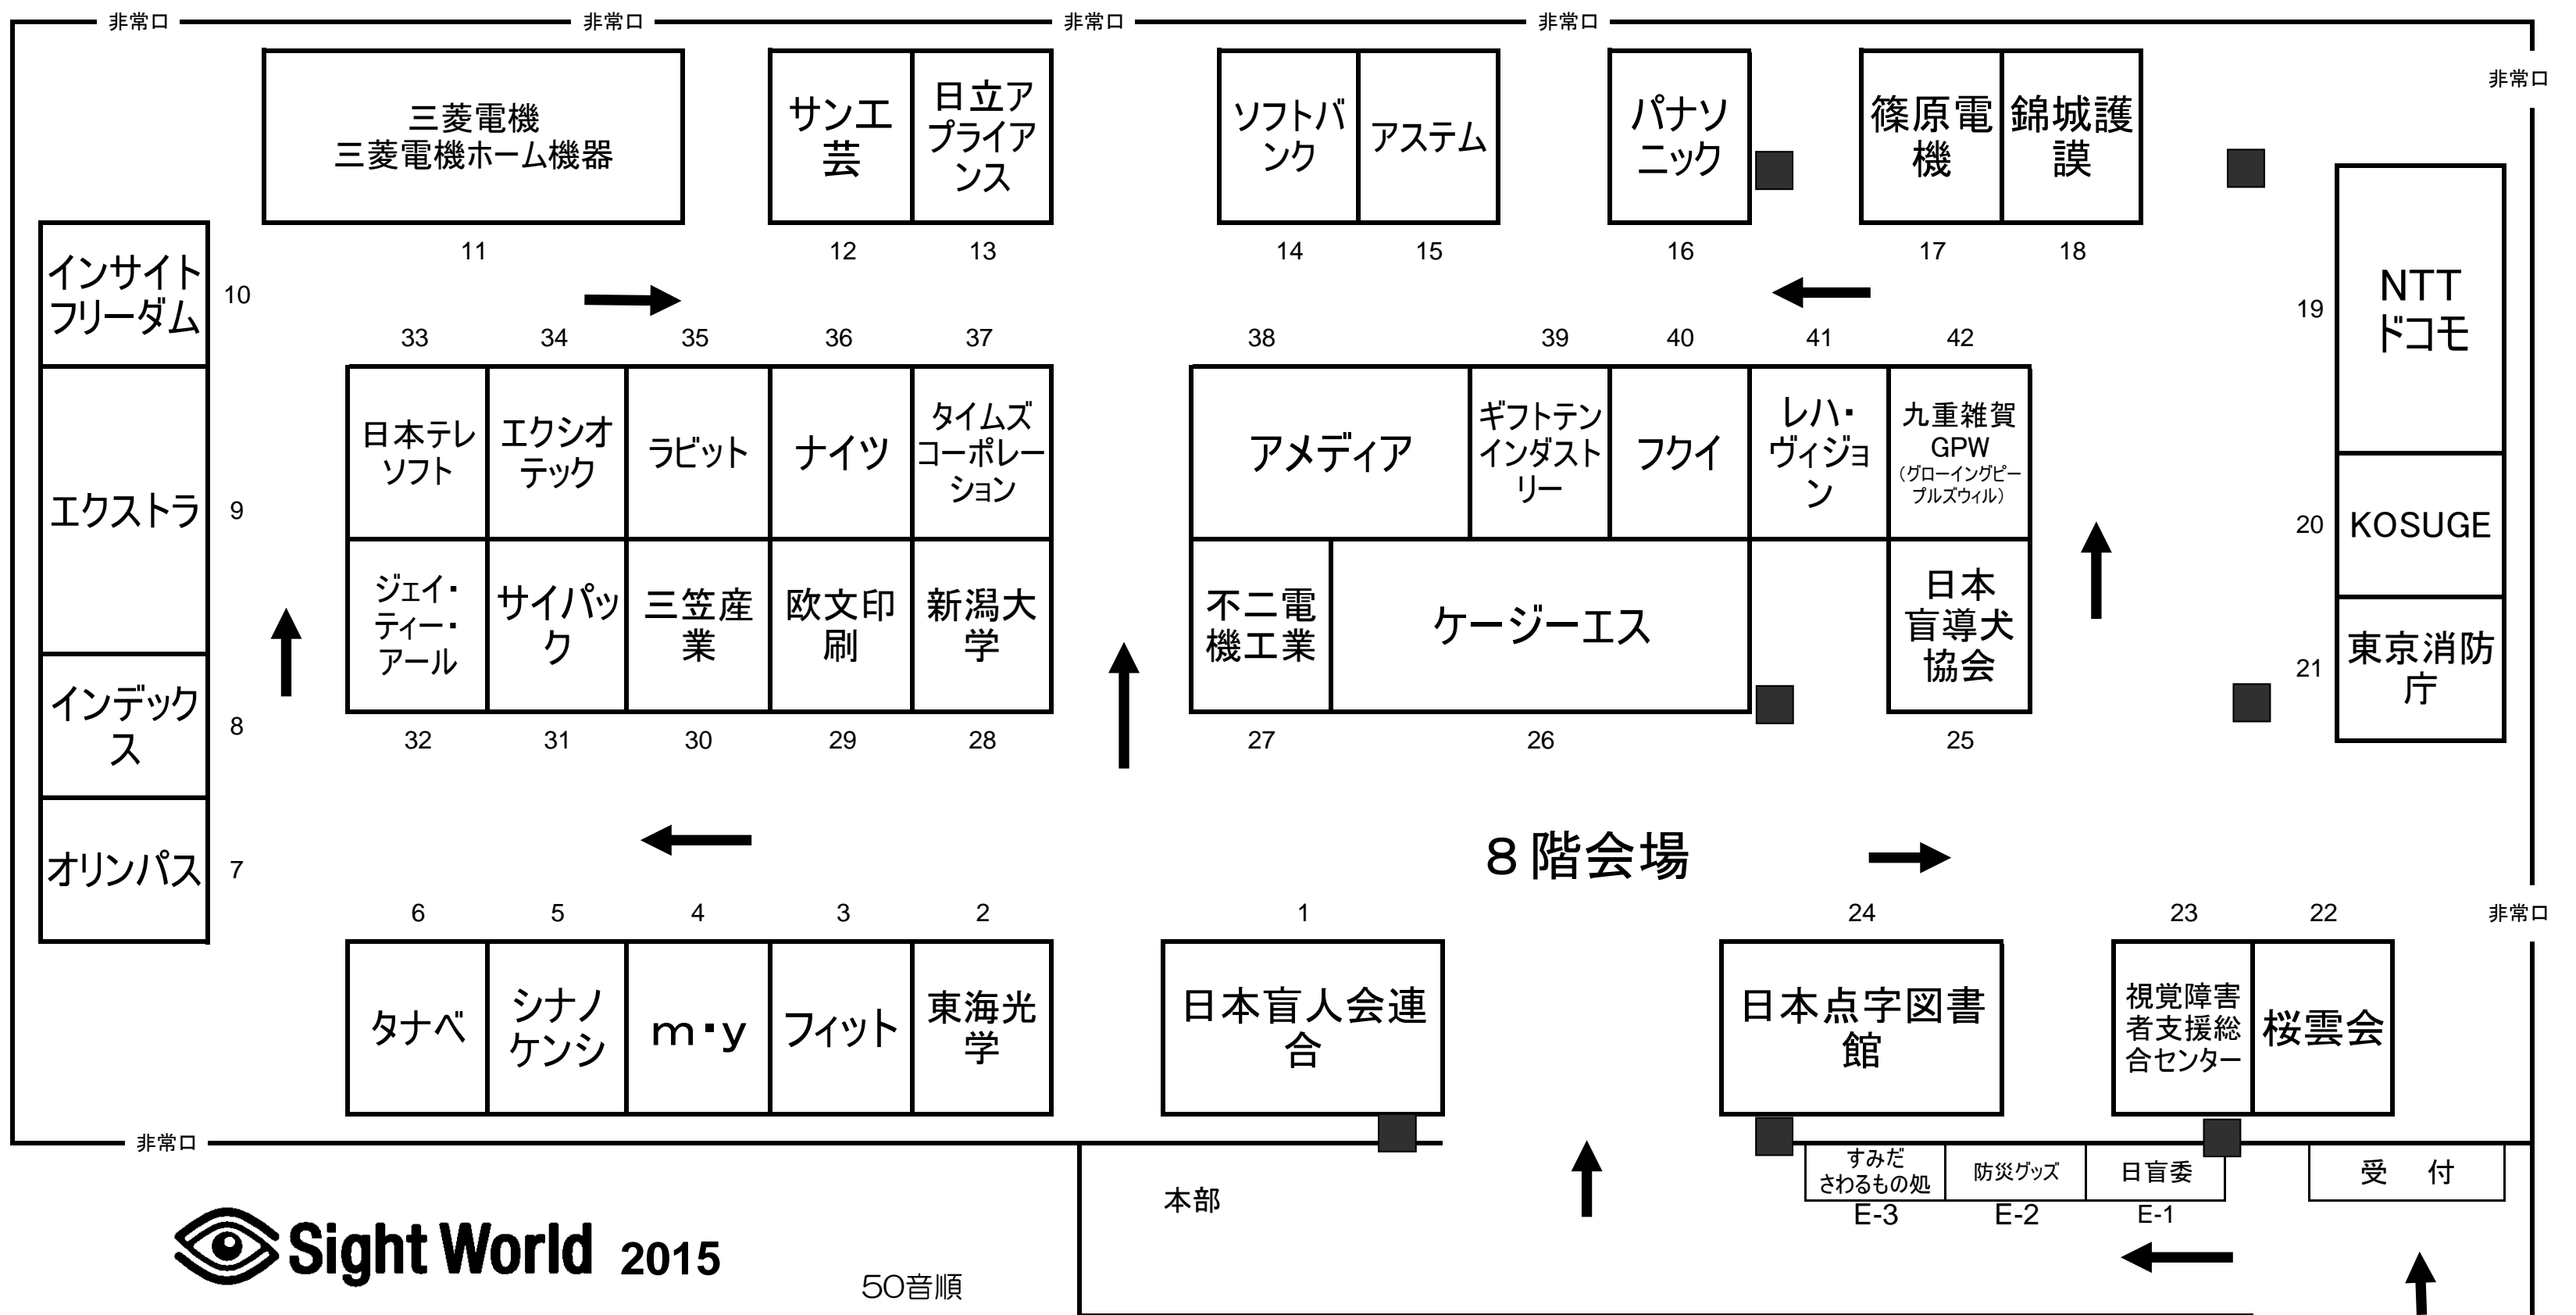 非常口
非常口
非常口
非常口
非常口
三菱電機
三菱電機ホーム機器
11
サン工
芸
12
日立ア
プライア
ンス
13
ソフトバ
ンク
14
アステム
15
パナソ
ニック
16
篠原電
機
17
錦城護
謨
18
インサイト
フリーダム
10
エクストラ
9
インデック
ス
8
オリンパス
7
NTT
ドコモ
19
KOSUGE
20
東京消防
庁
21
33
34
35
36
37
日本テレ
ソフト
エクシオ
テック
ラビット
ナイツ
タイムズ
コーポレー
ション
ジェイ・
ティー・
アール
サイパッ
ク
三笠産
業
欧文印
刷
新潟大
学
32
31
30
29
28
38
39
40
41
42
アメディア
ギフトテン
インダスト
リー
フクイ
レハ・
ヴィジョ
ン
九重雑賀
GPW
(グローイングピー
プルズウィル)
不二電
機工業
ケージーエス
日本
盲導犬
協会
27
26
25
8階会場
6
5
4
3
2
1
24
23
22
非常口
タナベ
シナノ
ケンシ
m・y
フィット
東海光
学
日本盲人会連
合
日本点字図書
館
視覚障害
者支援総
合センター
桜雲会
非常口
本部
すみだ
さわるもの処
E-3
防災グッズ
E-2
日盲委
E-1
受 付
Sight World 2015
50音順